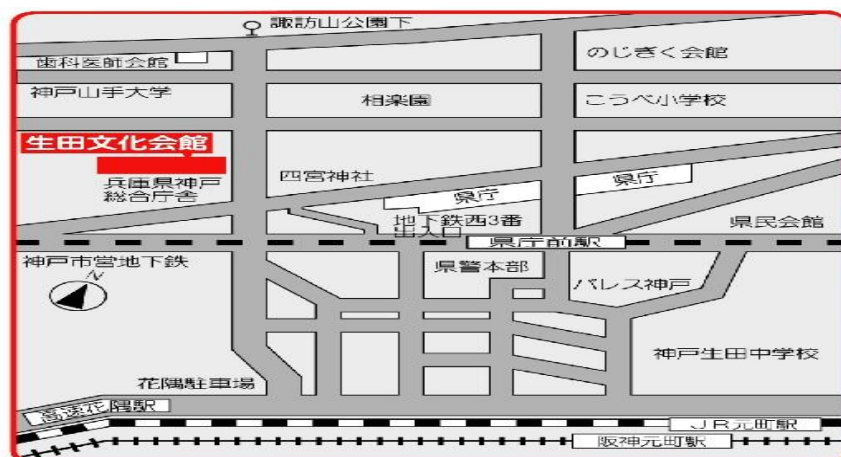 諏訪山公園下
歯科医師会館
のじぎく会館
神戸山手大学
相楽園
こうべ小学校
生田文化会館
兵庫県神戸
総合庁舎
四宮神社
県庁
県庁
地下鉄西3番
出入口
県民会館
県庁前駅
神戸市営地下鉄
N
県警本部
パレス神戸
神戸生田中学校
花隈駐車場
高速花隈駅
JR元町駅
阪神元町駅